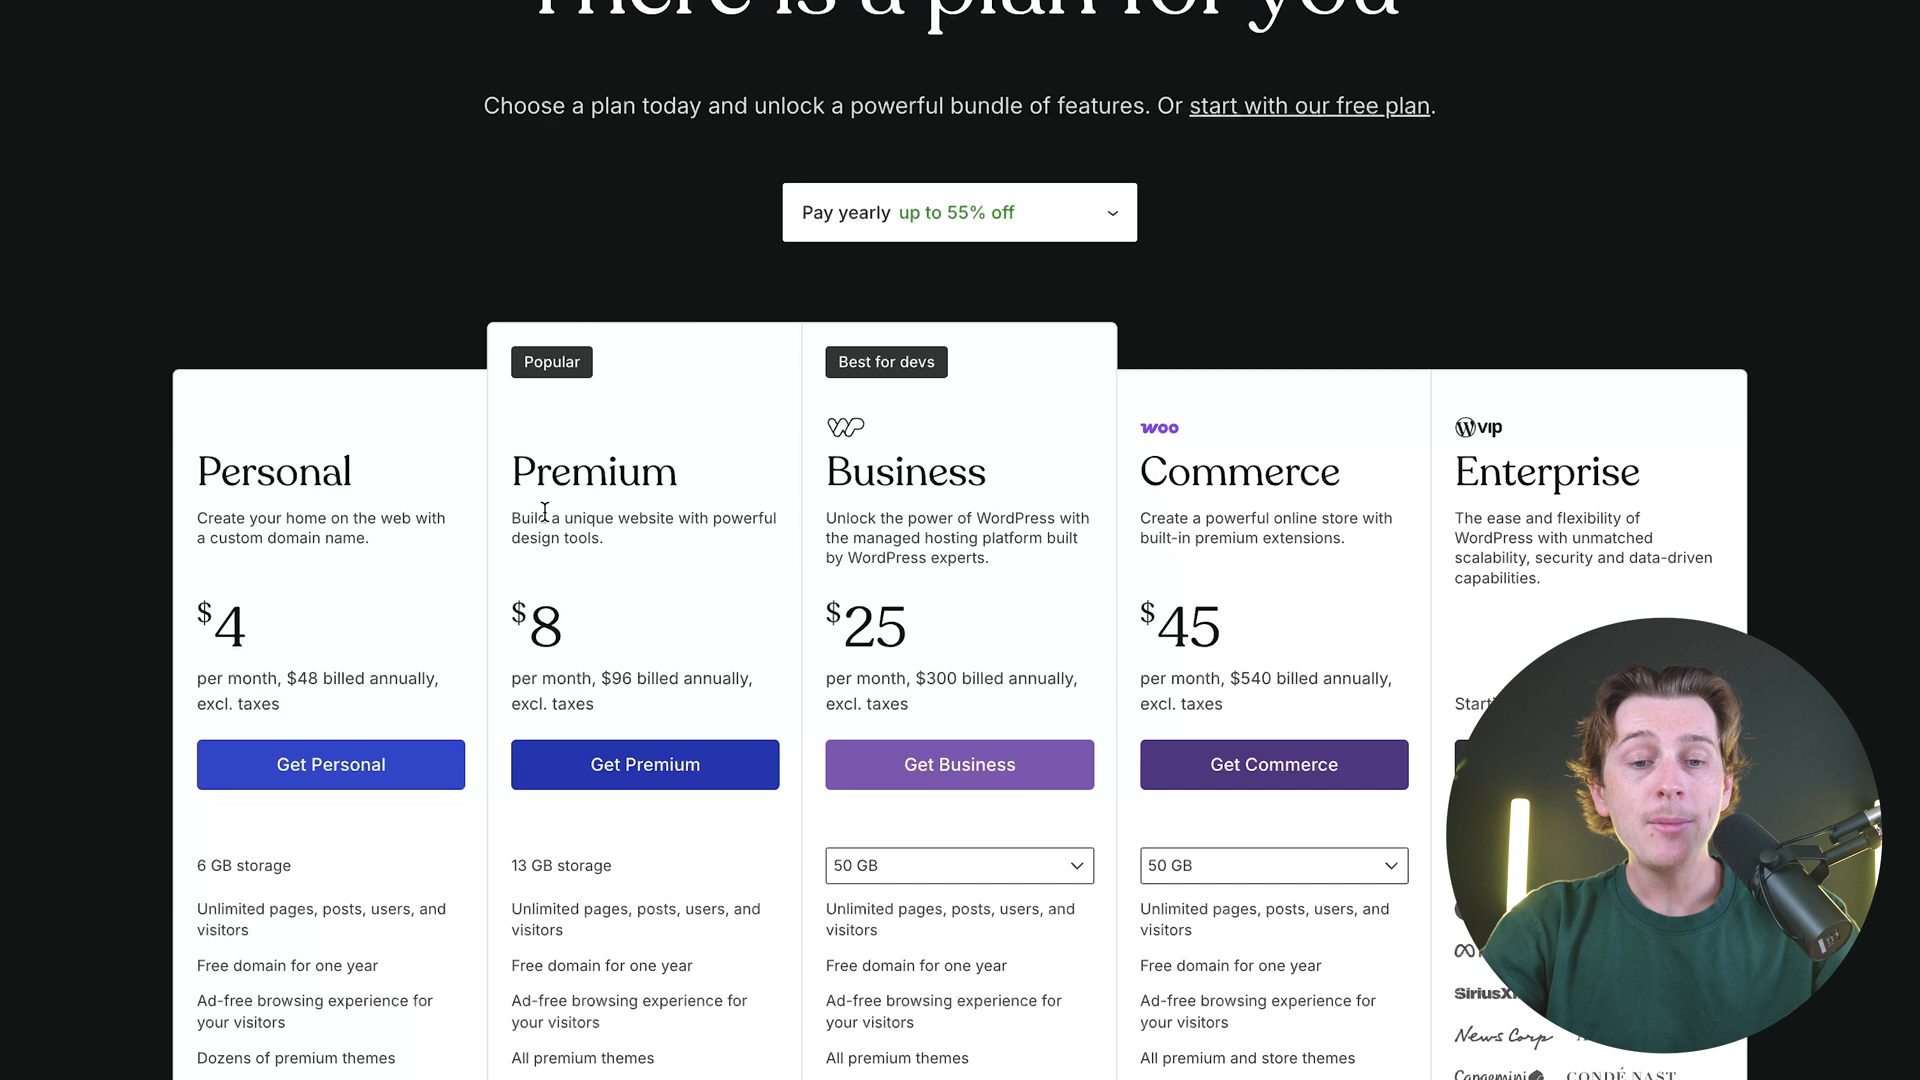 There is a plan for you
Choose a plan today and unlock a powerful bundle of features. Or start with our free plan.
Pay yearly up to 55% off
Popular
Best for devs
woo
vip
Personal
Premium
Business
Commerce
Enterprise
Create your home on the web with
a custom domain name.
Build a unique website with powerful
design tools.
Unlock the power of WordPress with
the managed hosting platform built
by WordPress experts.
Create a powerful online store with
built-in premium extensions.
The ease and flexibility of
WordPress with unmatched
scalability, security and data-driven
capabilities.
$4
per month, $48 billed annually,
excl. taxes
$8
per month, $96 billed annually,
excl. taxes
$25
per month, $300 billed annually,
excl. taxes
$45
per month, $540 billed annually,
excl. taxes
Get Personal
Get Premium
Get Business
Get Commerce
6 GB storage
Unlimited pages, posts, users, and
visitors
Free domain for one year
Ad-free browsing experience for
your visitors
Dozens of premium themes
13 GB storage
Unlimited pages, posts, users, and
visitors
Free domain for one year
Ad-free browsing experience for
your visitors
All premium themes
50 GB
Unlimited pages, posts, users, and
visitors
Free domain for one year
Ad-free browsing experience for
your visitors
All premium themes
50 GB
Unlimited pages, posts, users, and
visitors
Free domain for one year
Ad-free browsing experience for
your visitors
All premium and store themes
News Corp
Capgemini
CONDÉ NAST